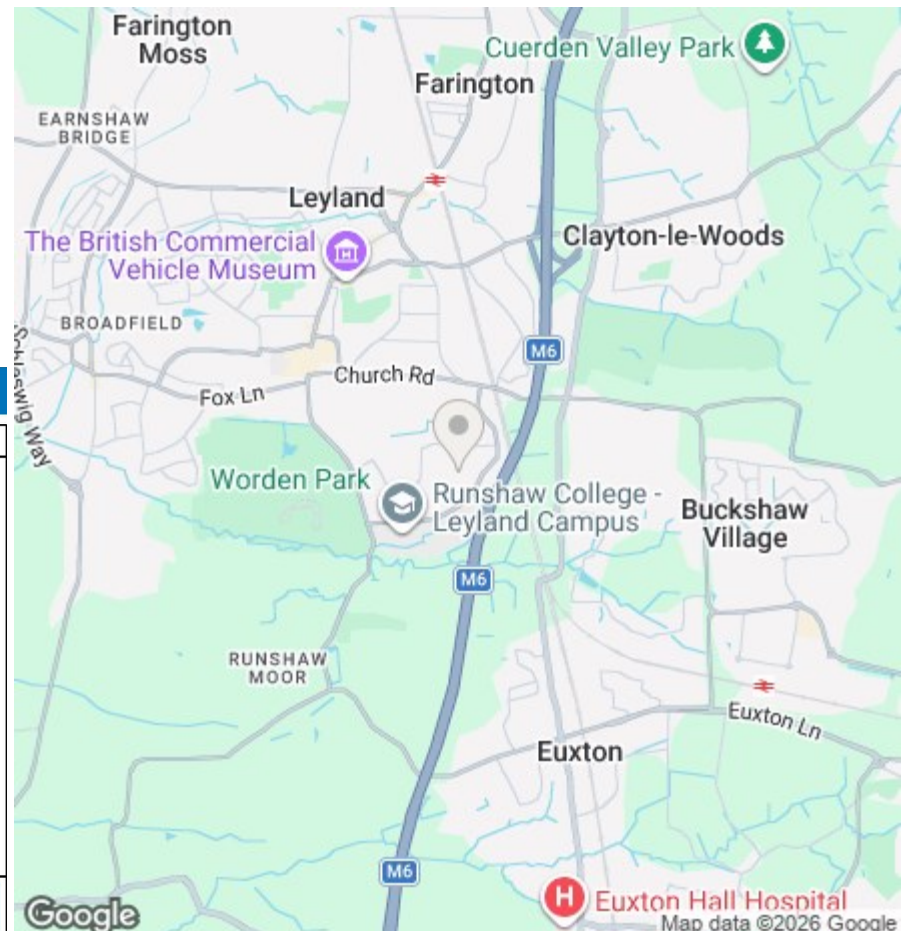 Farington
Moss
Cuerden Valley Park
Farington
EARNSHAW
BRIDGE
Leyland
The British Commercial
Vehicle Museum
Clayton-le-Woods
BROADFIELD
M6
Schleswig Way
Church Rd
Fox Ln
Worden Park
Runshaw College -
Leyland Campus
Buckshaw
Village
M6
RUNSHAW
MOOR
Euxton Ln
Euxton
M6
H
Euxton Hall Hospital
Google
Map data ©2026 Google